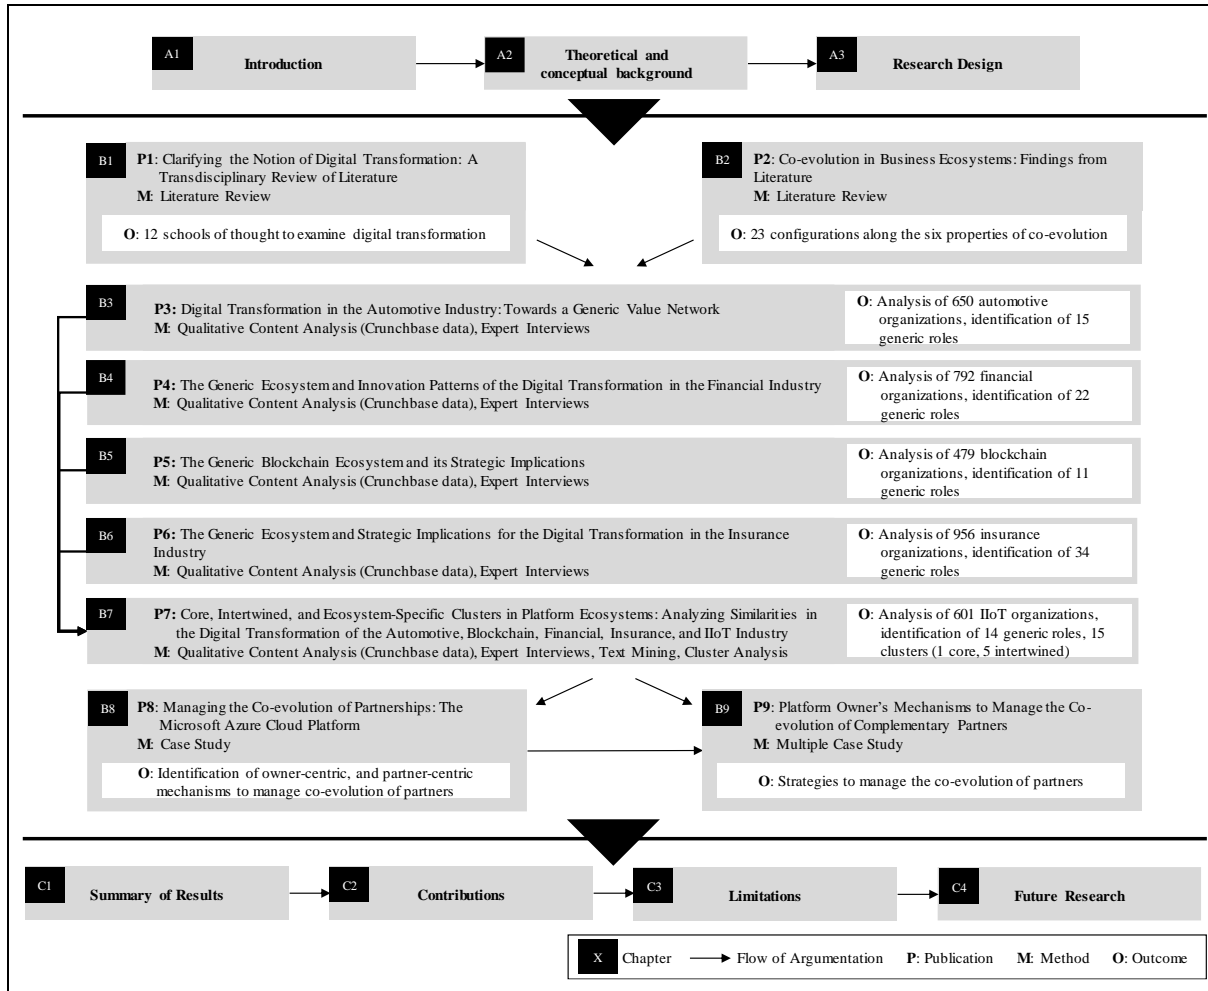 A1
Introduction
A2
Theoretical and
conceptual background
A3
Research Design
B1
P1: Clarifying the Notion of Digital Transformation: A
Transdisciplinary Review of Literature
M: Literature Review
O: 12 schools of thought to examine digital transformation
B2
P2: Co-evolution in Business Ecosystems: Findings from
Literature
M: Literature Review
O: 23 configurations along the six properties of co-evolution
B3
P3: Digital Transformation in the Automotive Industry: Towards a Generic Value Network
M: Qualitative Content Analysis (Crunchbase data), Expert Interviews
O: Analysis of 650 automotive
organizations, identification of 15
generic roles
B4
P4: The Generic Ecosystem and Innovation Patterns of the Digital Transformation in the Financial Industry
M: Qualitative Content Analysis (Crunchbase data), Expert Interviews
O: Analysis of 792 financial
organizations, identification of 22
generic roles
B5
P5: The Generic Blockchain Ecosystem and its Strategic Implications
M: Qualitative Content Analysis (Crunchbase data), Expert Interviews
O: Analysis of 479 blockchain
organizations, identification of 11
generic roles
B6
P6: The Generic Ecosystem and Strategic Implications for the Digital Transformation in the Insurance
Industry
M: Qualitative Content Analysis (Crunchbase data), Expert Interviews
O: Analysis of 956 insurance
organizations, identification of 34
generic roles
B7
P7: Core, Intertwined, and Ecosystem-Specific Clusters in Platform Ecosystems: Analyzing Similarities in
the Digital Transformation of the Automotive, Blockchain, Financial, Insurance, and IIoT Industry
M: Qualitative Content Analysis (Crunchbase data), Expert Interviews, Text Mining, Cluster Analysis
O: Analysis of 601 IIoT organizations,
identification of 14 generic roles, 15
clusters (1 core, 5 intertwined)
B8
P8: Managing the Co-evolution of Partnerships: The
Microsoft Azure Cloud Platform
M: Case Study
O: Identification of owner-centric, and partner-centric
mechanisms to manage co-evolution of partners
B9
P9: Platform Owner's Mechanisms to Manage the Co-
evolution of Complementary Partners
M: Multiple Case Study
O: Strategies to manage the co-evolution of partners
C1
Summary of Results
C2
Contributions
C3
Limitations
C4
Future Research
X Chapter Flow of Argumentation P: Publication M: Method O: Outcome